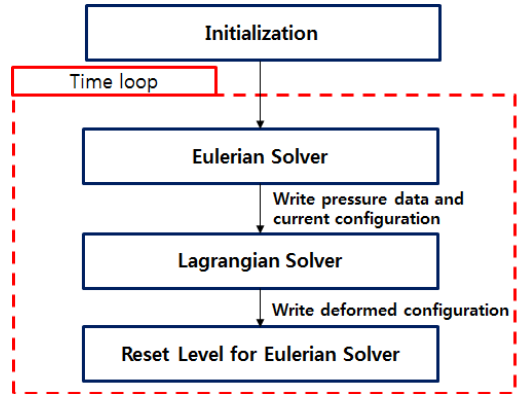 Initialization
Time loop
Eulerian Solver
Write pressure data and
current configuration
Lagrangian Solver
Write deformed configuration
Reset Level for Eulerian Solver